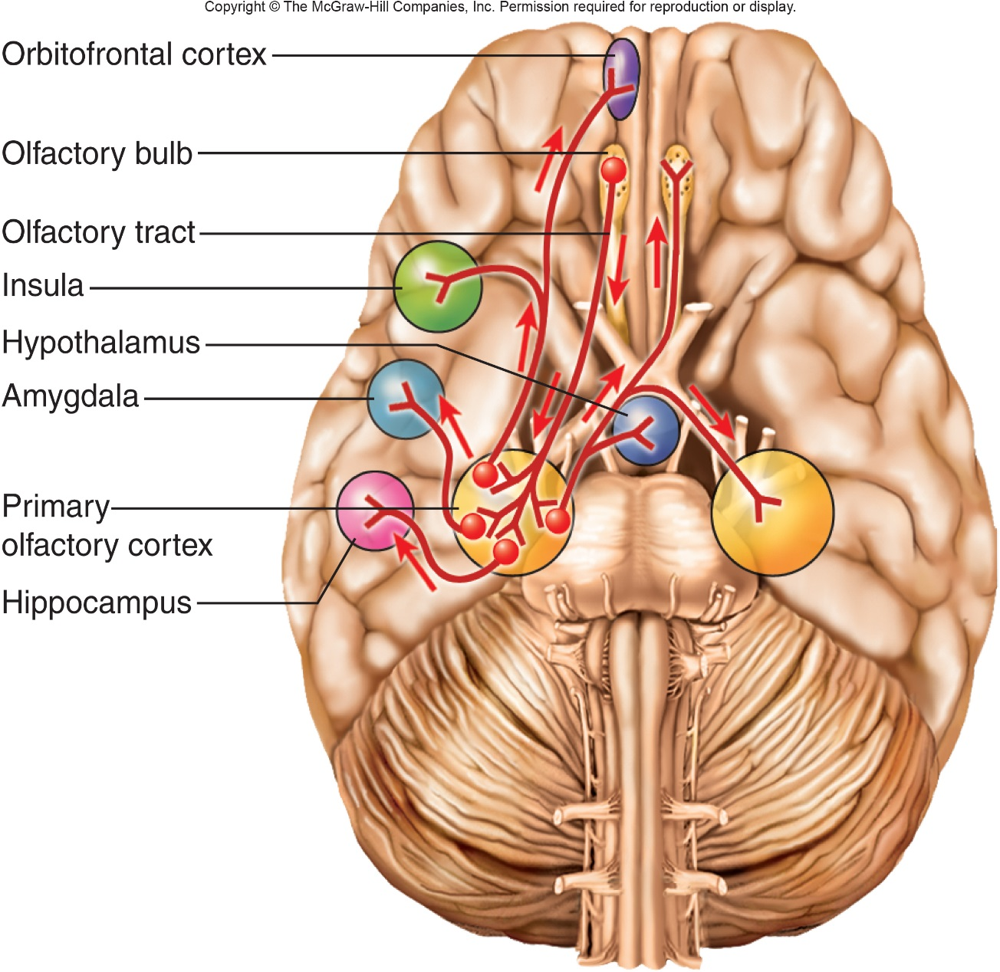 Copyright © The McGraw-Hill Companies, Inc. Permission required for reproduction or display.
Orbitofrontal cortex
Olfactory bulb
Olfactory tract
Insula
Hypothalamus
Amygdala
Primary
olfactory cortex
Hippocampus